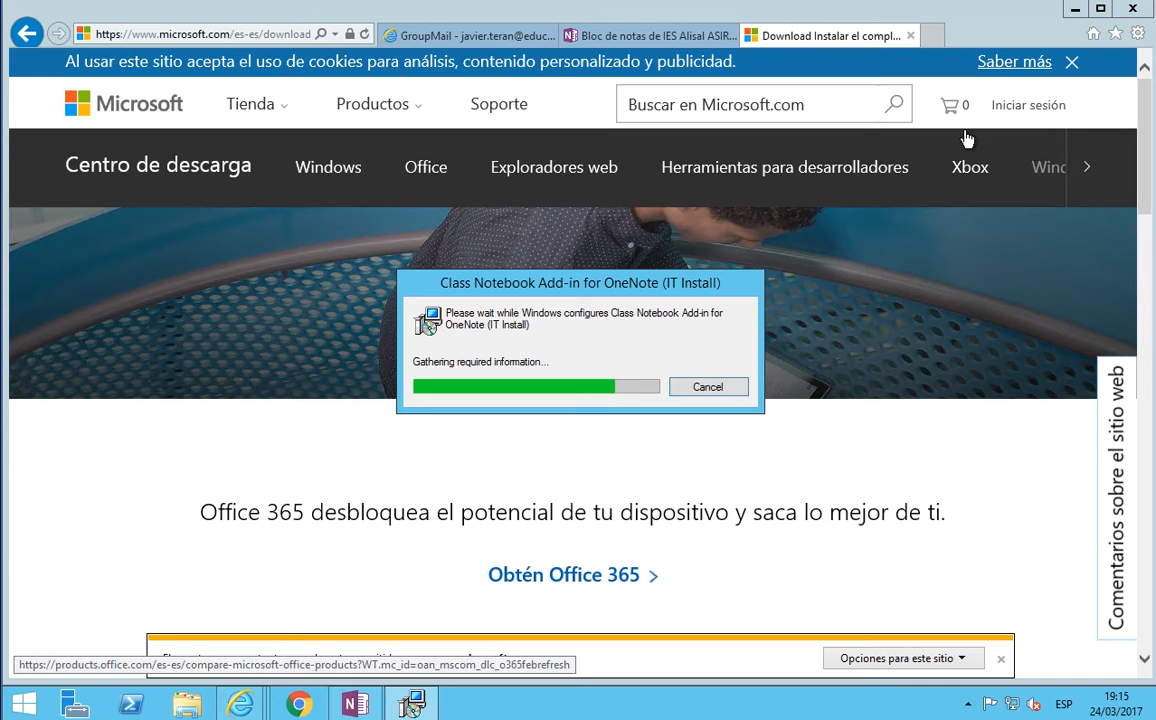 https://www.microsoft.com/es-es/download
GroupMail - javier.teran@educ...
Bloc de notas de IES Alisal ASIR...
Download Instalar el compl...
Al usar este sitio acepta el uso de cookies para análisis, contenido personalizado y publicidad.
Saber más
Microsoft
Tienda
Productos
Soporte
Buscar en Microsoft.com
0
Iniciar sesión
Centro de descarga
Windows
Office
Exploradores web
Herramientas para desarrolladores
Xbox
Wind
Class Notebook Add-in for OneNote (IT Install)
Please wait while Windows configures Class Notebook Add-in for
OneNote (IT Install)
Gathering required information...
Cancel
Comentarios sobre el sitio web
Office 365 desbloquea el potencial de tu dispositivo y saca lo mejor de ti.
Obtén Office 365
Opciones para este sitio
https://products.office.com/es-es/compare-microsoft-office-products?WT.mc_id=oan_mscom_dlc_o365febrefresh
ESP
19:15
24/03/2017